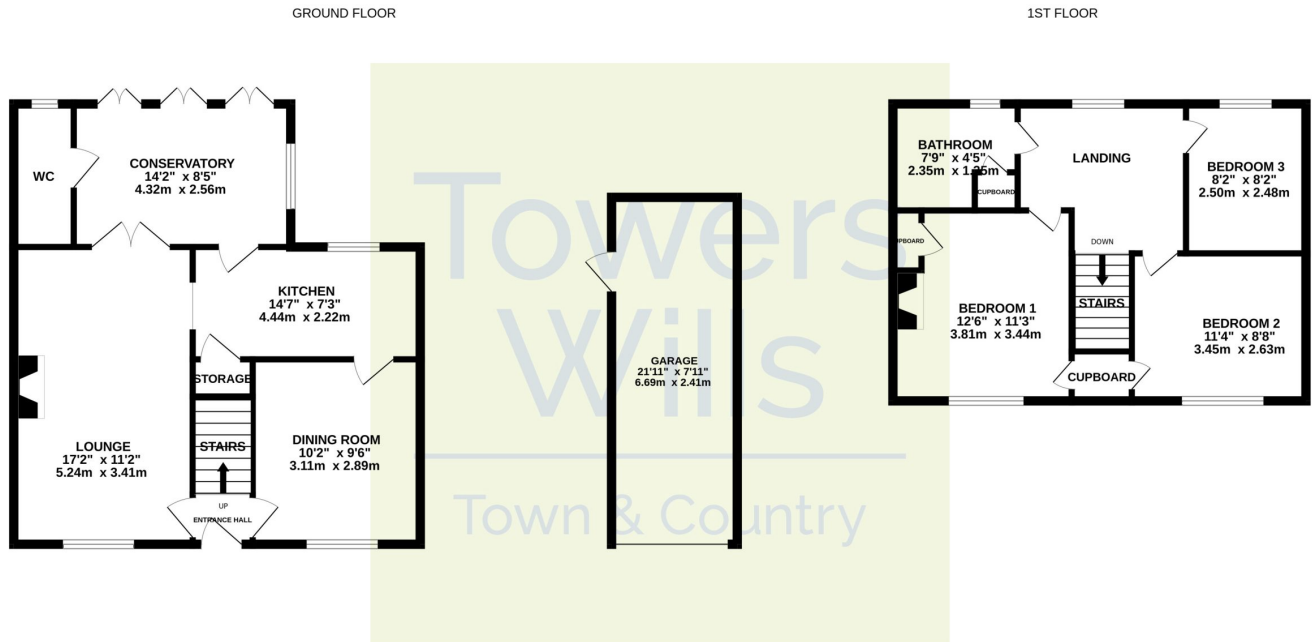 GROUND FLOOR
1ST FLOOR
WC
CONSERVATORY
14'2" x 8'5"
4.32m x 2.56m
KITCHEN
14'7" x 7'3"
4.44m x 2.22m
STORAGE
STAIRS
UP
ENTRANCE HALL
LOUNGE
17'2" x 11'2"
5.24m x 3.41m
DINING ROOM
10'2" x 9'6"
3.11m x 2.89m
GARAGE
21'11" x 7'11"
6.69m x 2.41m
Towers
Wills
Town & Country
BATHROOM
7'9" x 4'5"
2.35m x 1.35m
CUPBOARD
LANDING
BEDROOM 3
8'2" x 8'2"
2.50m x 2.48m
UPBOARD
DOWN
STAIRS
BEDROOM 1
12'6" x 11'3"
3.81m x 3.44m
BEDROOM 2
11'4" x 8'8"
3.45m x 2.63m
CUPBOARD